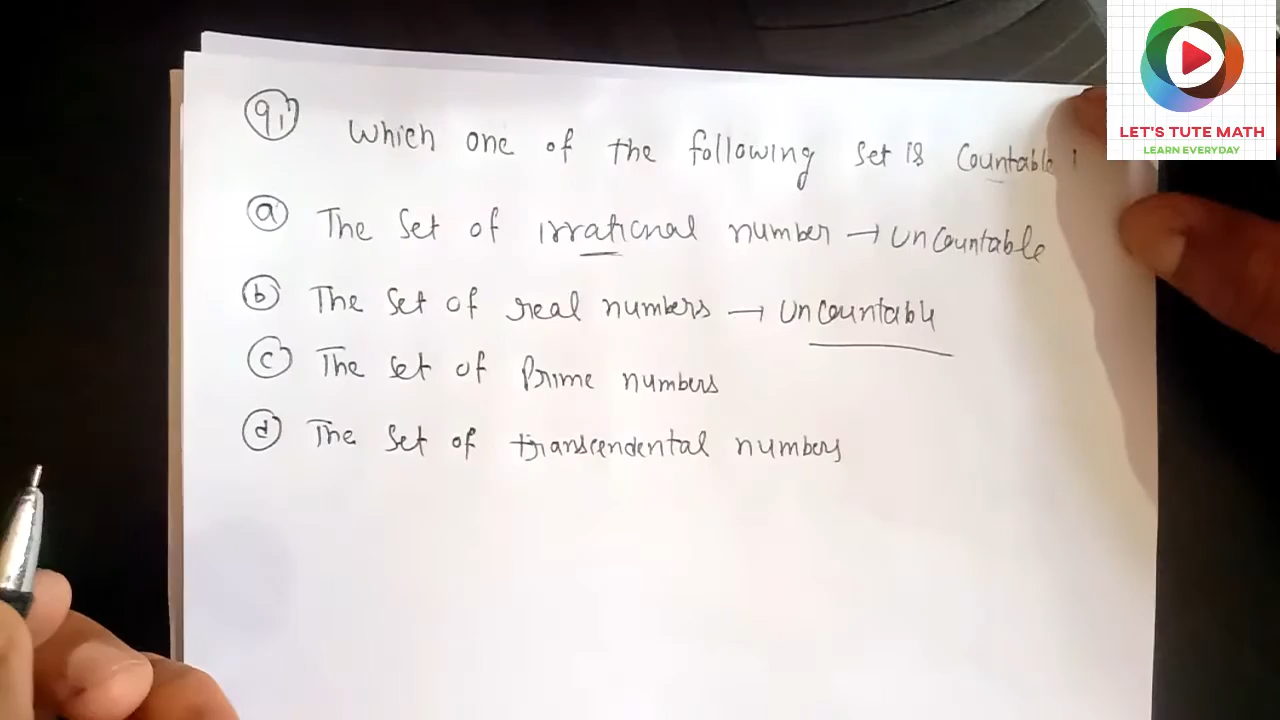 Q1) Which one of the following set is Countable :
(a) The set of irrational number → uncountable
(b) The set of real numbers → uncountable
(c) The set of Prime numbers
(d) The set of transcendental numbers
LET'S TUTE MATH
LEARN EVERYDAY